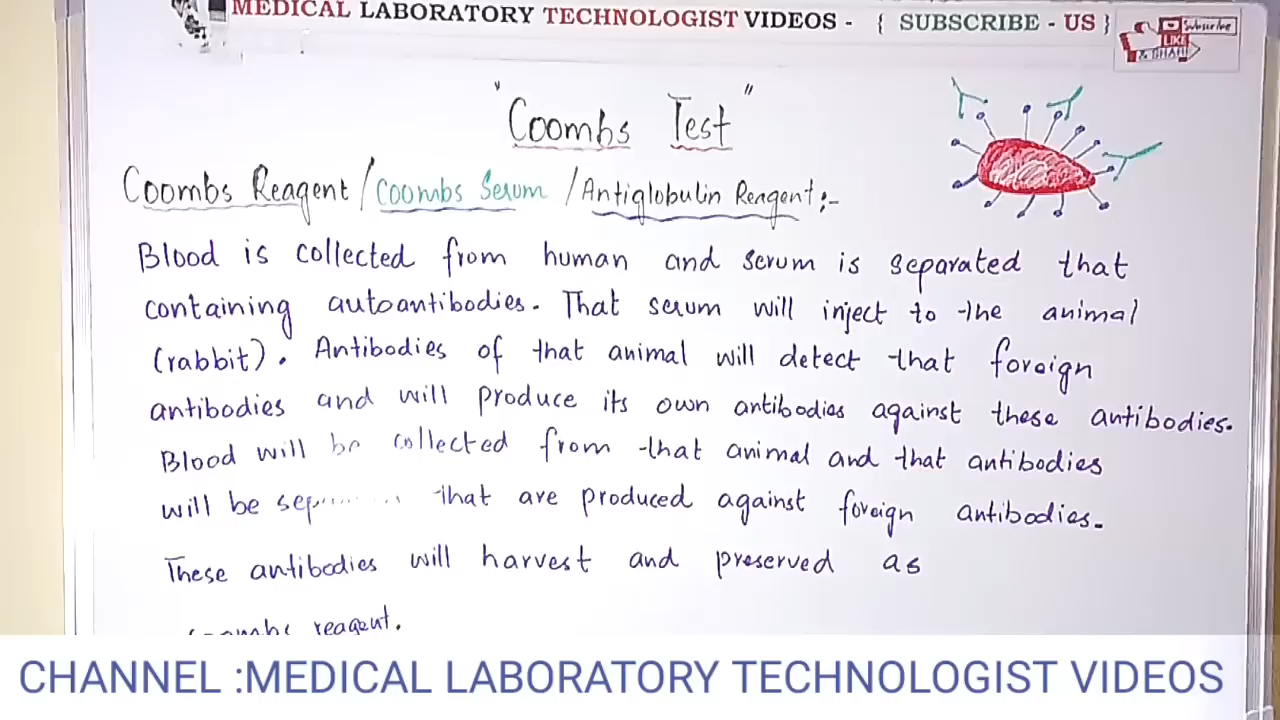 MEDICAL LABORATORY TECHNOLOGIST VIDEOS - { SUBSCRIBE - US }
Subscribe
LIKE
& SHARE
"Coombs Test"
Coombs Reagent / Coombs Serum / Antiglobulin Reagent :-
Blood is collected from human and serum is separated that
containing autoantibodies. That serum will inject to the animal
(rabbit). Antibodies of that animal will detect that foreign
antibodies and will produce its own antibodies against these antibodies.
Blood will be collected from that animal and that antibodies
will be that are produced against foreign antibodies.
These antibodies will harvest and preserved as
coombs reagent.
CHANNEL :MEDICAL LABORATORY TECHNOLOGIST VIDEOS